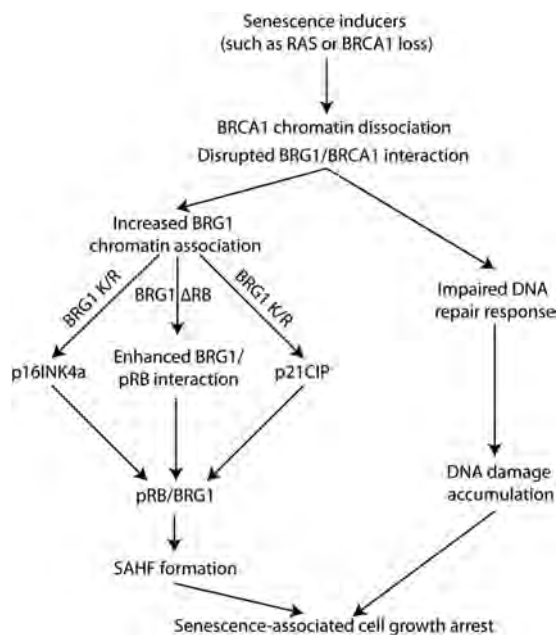 Senescence inducers
(such as RAS or BRCA1 loss)
BRCA1 chromatin dissociation
Disrupted BRG1/BRCA1 interaction
Increased BRG1
chromatin association
BRG1 K/R
BRG1 ΔRB
BRG1 K/R
Impaired DNA
repair response
p16INK4a
Enhanced BRG1/
pRB interaction
p21CIP
pRB/BRG1
DNA damage
accumulation
SAHF formation
Senescence-associated cell growth arrest